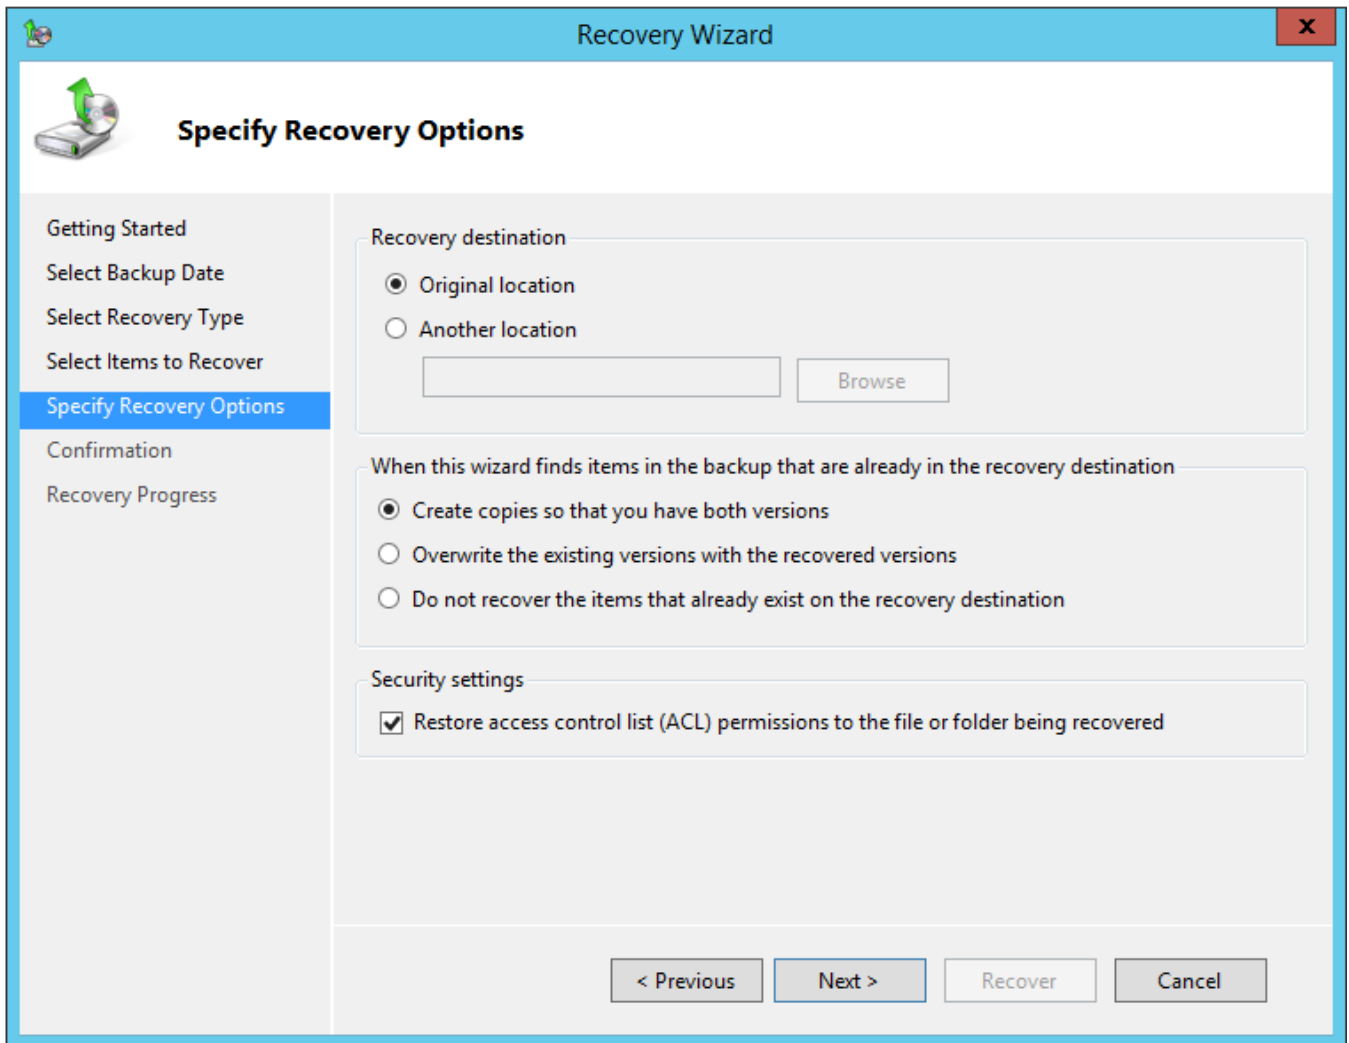 Recovery Wizard
x
Specify Recovery Options
Getting Started
Select Backup Date
Select Recovery Type
Select Items to Recover
Specify Recovery Options
Confirmation
Recovery Progress
Recovery destination
Original location
Another location
Browse
When this wizard finds items in the backup that are already in the recovery destination
Create copies so that you have both versions
Overwrite the existing versions with the recovered versions
Do not recover the items that already exist on the recovery destination
Security settings
Restore access control list (ACL) permissions to the file or folder being recovered
< Previous
Next >
Recover
Cancel